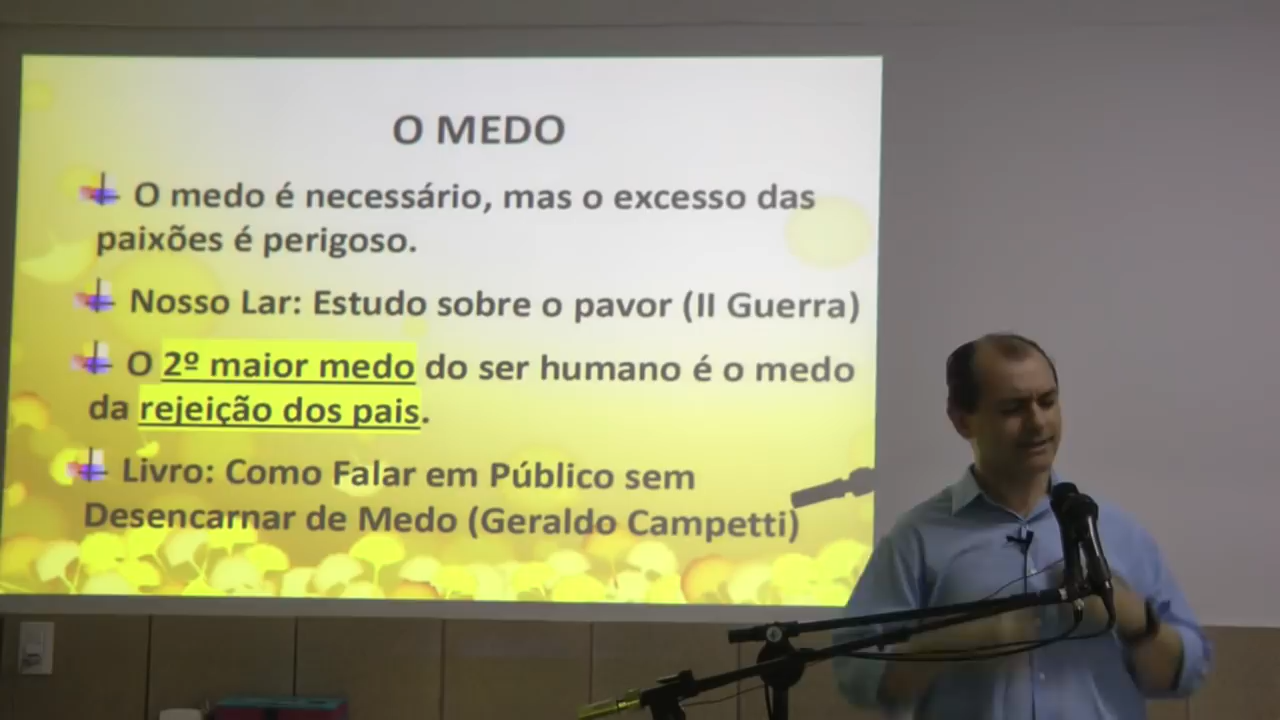 O MEDO
O medo é necessário, mas o excesso das
paixões é perigoso.
Nosso Lar: Estudo sobre o pavor (II Guerra)
O 2º maior medo do ser humano é o medo
da rejeição dos pais.
Livro: Como Falar em Público sem
Desencarnar de Medo (Geraldo Campetti)